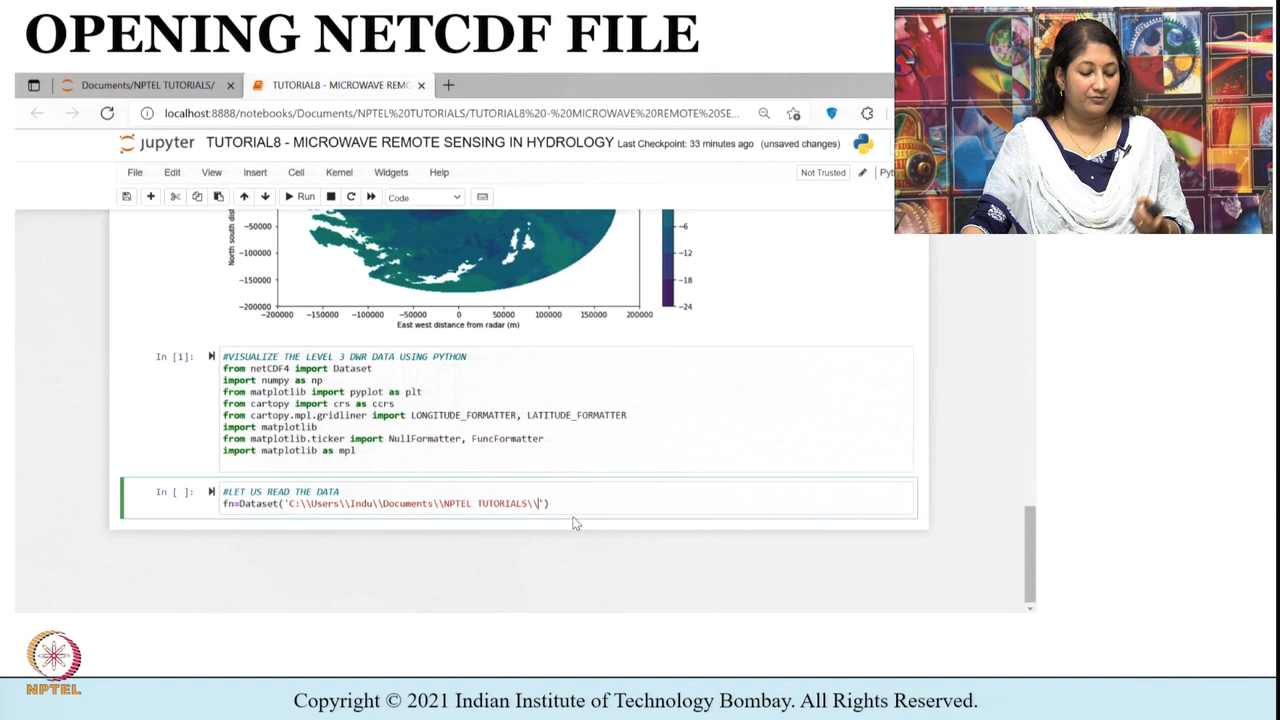 OPENING NETCDF FILE
Documents/NPTEL TUTORIALS/
TUTORIAL8 - MICROWAVE REMO
localhost:8888/notebooks/Documents/NPTEL%20TUTORIALS/TUTORIAL8%20-%20MICROWAVE%20REMOTE%20SE...
jupyter TUTORIAL8 - MICROWAVE REMOTE SENSING IN HYDROLOGY Last Checkpoint: 33 minutes ago (unsaved changes)
File Edit View Insert Cell Kernel Widgets Help Not Trusted Pyt
Run Code
North south dis
-50000
-100000
-150000
-200000
-200000 -150000 -100000 -50000 0 50000 100000 150000 200000
East west distance from radar (m)
-6
-12
-18
-24
In [1]: #VISUALIZE THE LEVEL 3 DWR DATA USING PYTHON
from netCDF4 import Dataset
import numpy as np
from matplotlib import pyplot as plt
from cartopy import crs as ccrs
from cartopy.mpl.gridliner import LONGITUDE_FORMATTER, LATITUDE_FORMATTER
import matplotlib
from matplotlib.ticker import NullFormatter, FuncFormatter
import matplotlib as mpl
In [ ]: #LET US READ THE DATA
fn=Dataset('C:\\Users\\Indu\\Documents\\NPTEL TUTORIALS\\')
NPTEL
Copyright © 2021 Indian Institute of Technology Bombay. All Rights Reserved.